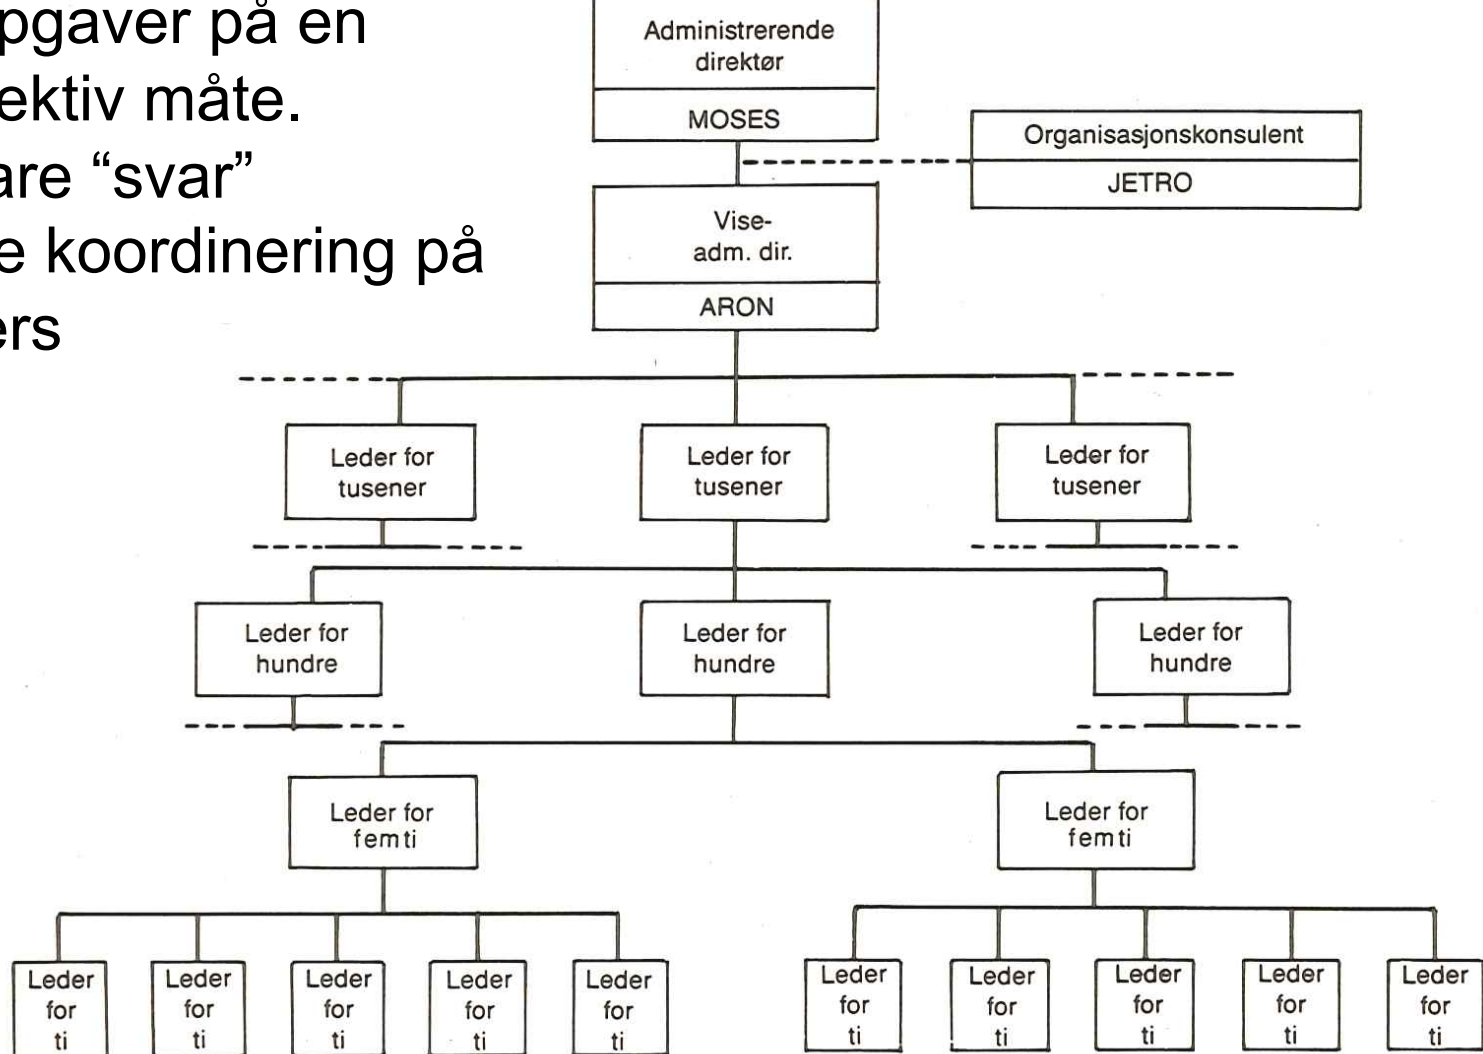 pgaver på en
ektiv måte.
are “svar”
e koordinering på
ers
Administrerende
direktør
MOSES
Organisasjonskonsulent
JETRO
Vise-
adm. dir.
ARON
Leder for
tusener
Leder for
tusener
Leder for
tusener
Leder for
hundre
Leder for
hundre
Leder for
hundre
Leder for
femti
Leder for
femti
Leder
for
ti
Leder
for
ti
Leder
for
ti
Leder
for
ti
Leder
for
ti
Leder
for
ti
Leder
for
ti
Leder
for
ti
Leder
for
ti
Leder
for
ti